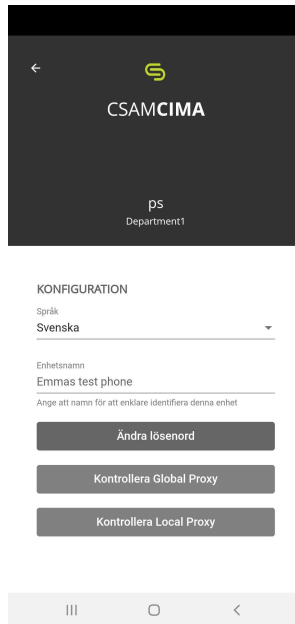 CSAMCIMA
ps
Department1
KONFIGURATION
Språk
Svenska
Enhetsnamn
Emmas test phone
Ange att namn för att enklare identifiera denna enhet
Ändra lösenord
Kontrollera Global Proxy
Kontrollera Local Proxy